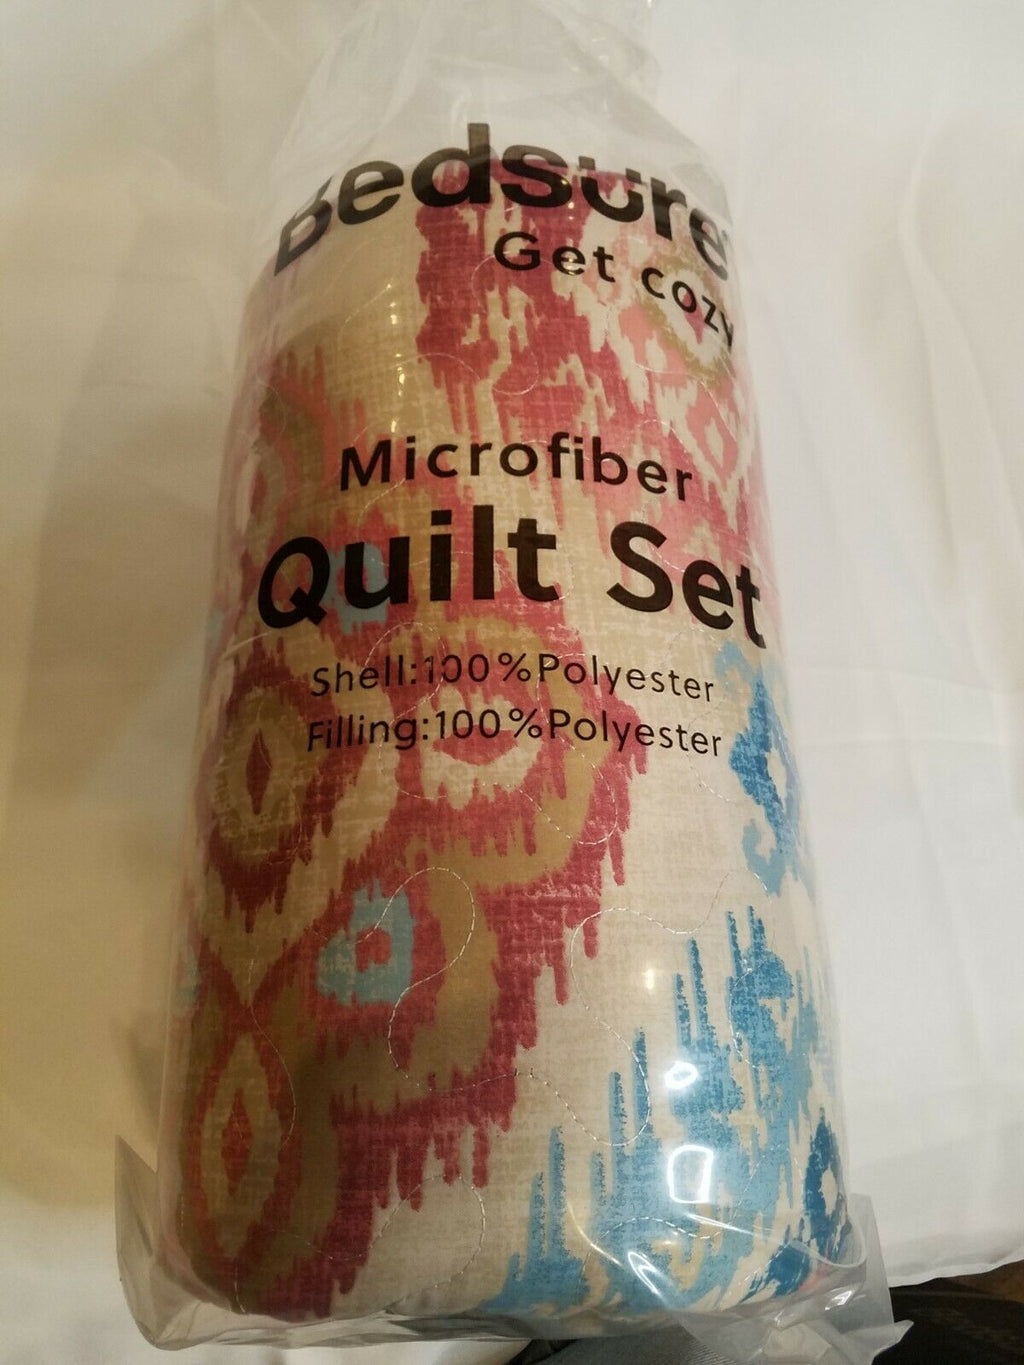 Bedsure
Get cozy
Microfiber
Quilt Set
Shell:100%Polyester
Filling:100%Polyester